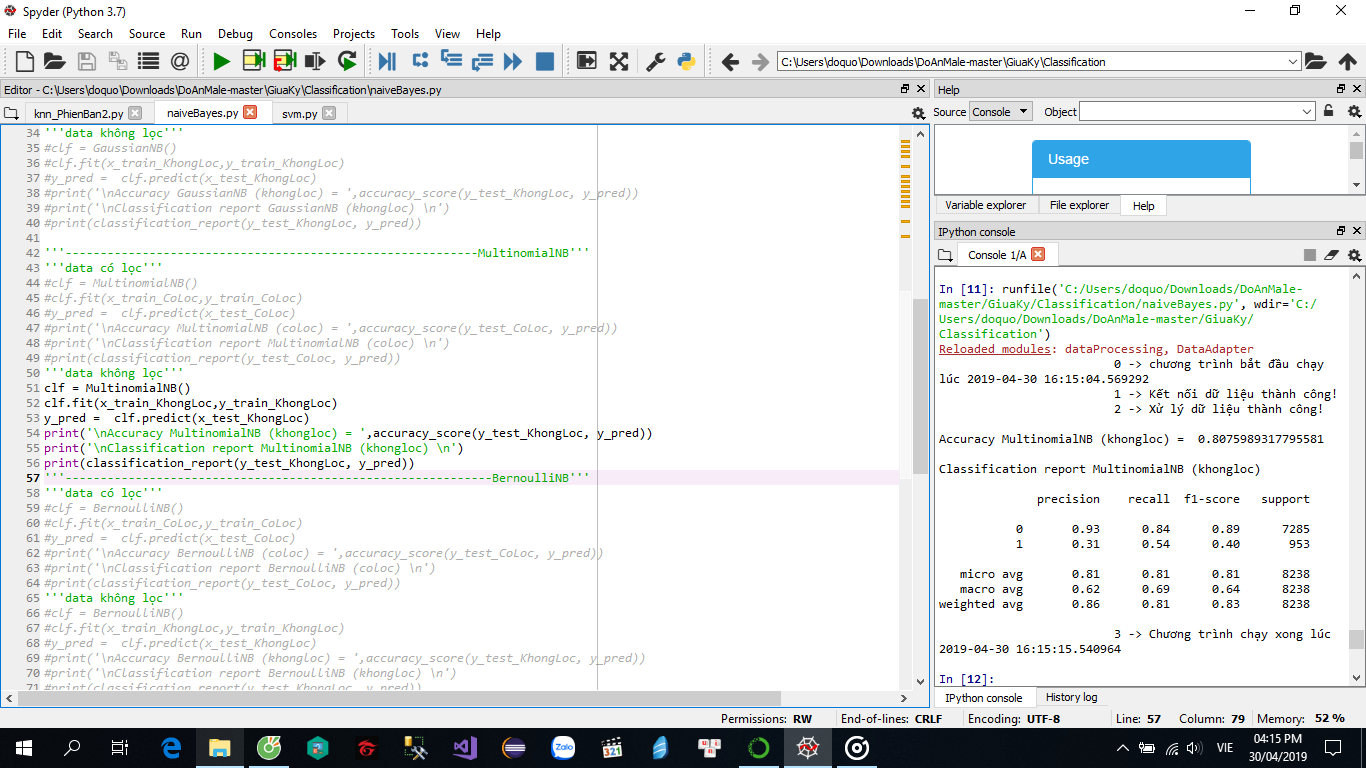 Spyder (Python 3.7)
File Edit Search Source Run Debug Consoles Projects Tools View Help
C:\Users\doquo\Downloads\DoAnMale-master\GiuaKy\Classification
Editor - C:\Users\doquo\Downloads\DoAnMale-master\GiuaKy\Classification\naiveBayes.py
knn_PhienBan2.py naiveBayes.py svm.py
34 '''data không lọc'''
35 #clf = GaussianNB()
36 #clf.fit(x_train_KhongLoc,y_train_KhongLoc)
37 #y_pred =  clf.predict(x_test_KhongLoc)
38 #print('\nAccuracy GaussianNB (khongloc) = ',accuracy_score(y_test_KhongLoc, y_pred))
39 #print('\nClassification report GaussianNB (khongloc) \n')
40 #print(classification_report(y_test_KhongLoc, y_pred))
41
42 '''-----------------------------------------------------------MultinomialNB'''
43 '''data có lọc'''
44 #clf = MultinomialNB()
45 #clf.fit(x_train_CoLoc,y_train_CoLoc)
46 #y_pred =  clf.predict(x_test_CoLoc)
47 #print('\nAccuracy MultinomialNB (coloc) = ',accuracy_score(y_test_CoLoc, y_pred))
48 #print('\nClassification report MultinomialNB (coloc) \n')
49 #print(classification_report(y_test_CoLoc, y_pred))
50 '''data không lọc'''
51 clf = MultinomialNB()
52 clf.fit(x_train_KhongLoc,y_train_KhongLoc)
53 y_pred =  clf.predict(x_test_KhongLoc)
54 print('\nAccuracy MultinomialNB (khongloc) = ',accuracy_score(y_test_KhongLoc, y_pred))
55 print('\nClassification report MultinomialNB (khongloc) \n')
56 print(classification_report(y_test_KhongLoc, y_pred))
57 '''-------------------------------------------------------------BernoulliNB'''
58 '''data có lọc'''
59 #clf = BernoulliNB()
60 #clf.fit(x_train_CoLoc,y_train_CoLoc)
61 #y_pred =  clf.predict(x_test_CoLoc)
62 #print('\nAccuracy BernoulliNB (coloc) = ',accuracy_score(y_test_CoLoc, y_pred))
63 #print('\nClassification report BernoulliNB (coloc) \n')
64 #print(classification_report(y_test_CoLoc, y_pred))
65 '''data không lọc'''
66 #clf = BernoulliNB()
67 #clf.fit(x_train_KhongLoc,y_train_KhongLoc)
68 #y_pred =  clf.predict(x_test_KhongLoc)
69 #print('\nAccuracy BernoulliNB (khongloc) = ',accuracy_score(y_test_KhongLoc, y_pred))
70 #print('\nClassification report BernoulliNB (khongloc) \n')
71 #print(classification_report(y_test_KhongLoc, y_pred))
Help
Source Console Object
Usage
Variable explorer File explorer Help
IPython console
Console 1/A
In [11]: runfile('C:/Users/doquo/Downloads/DoAnMale-
master/GiuaKy/Classification/naiveBayes.py', wdir='C:/
Users/doquo/Downloads/DoAnMale-master/GiuaKy/
Classification')
Reloaded modules: dataProcessing, DataAdapter
0 -> chương trình bắt đầu chạy
lúc 2019-04-30 16:15:04.569292
1 -> Kết nối dữ liệu thành công!
2 -> Xử lý dữ liệu thành công!
Accuracy MultinomialNB (khongloc) =  0.8075989317795581
Classification report MultinomialNB (khongloc)
precision recall f1-score support
0 0.93 0.84 0.89 7285
1 0.31 0.54 0.40 953
micro avg 0.81 0.81 0.81 8238
macro avg 0.62 0.69 0.64 8238
weighted avg 0.86 0.81 0.83 8238
3 -> Chương trình chạy xong lúc
2019-04-30 16:15:15.540964
In [12]:
IPython console History log
Permissions: RW End-of-lines: CRLF Encoding: UTF-8 Line: 57 Column: 79 Memory: 52 %
Zalo
321
VIE
04:15 PM
30/04/2019